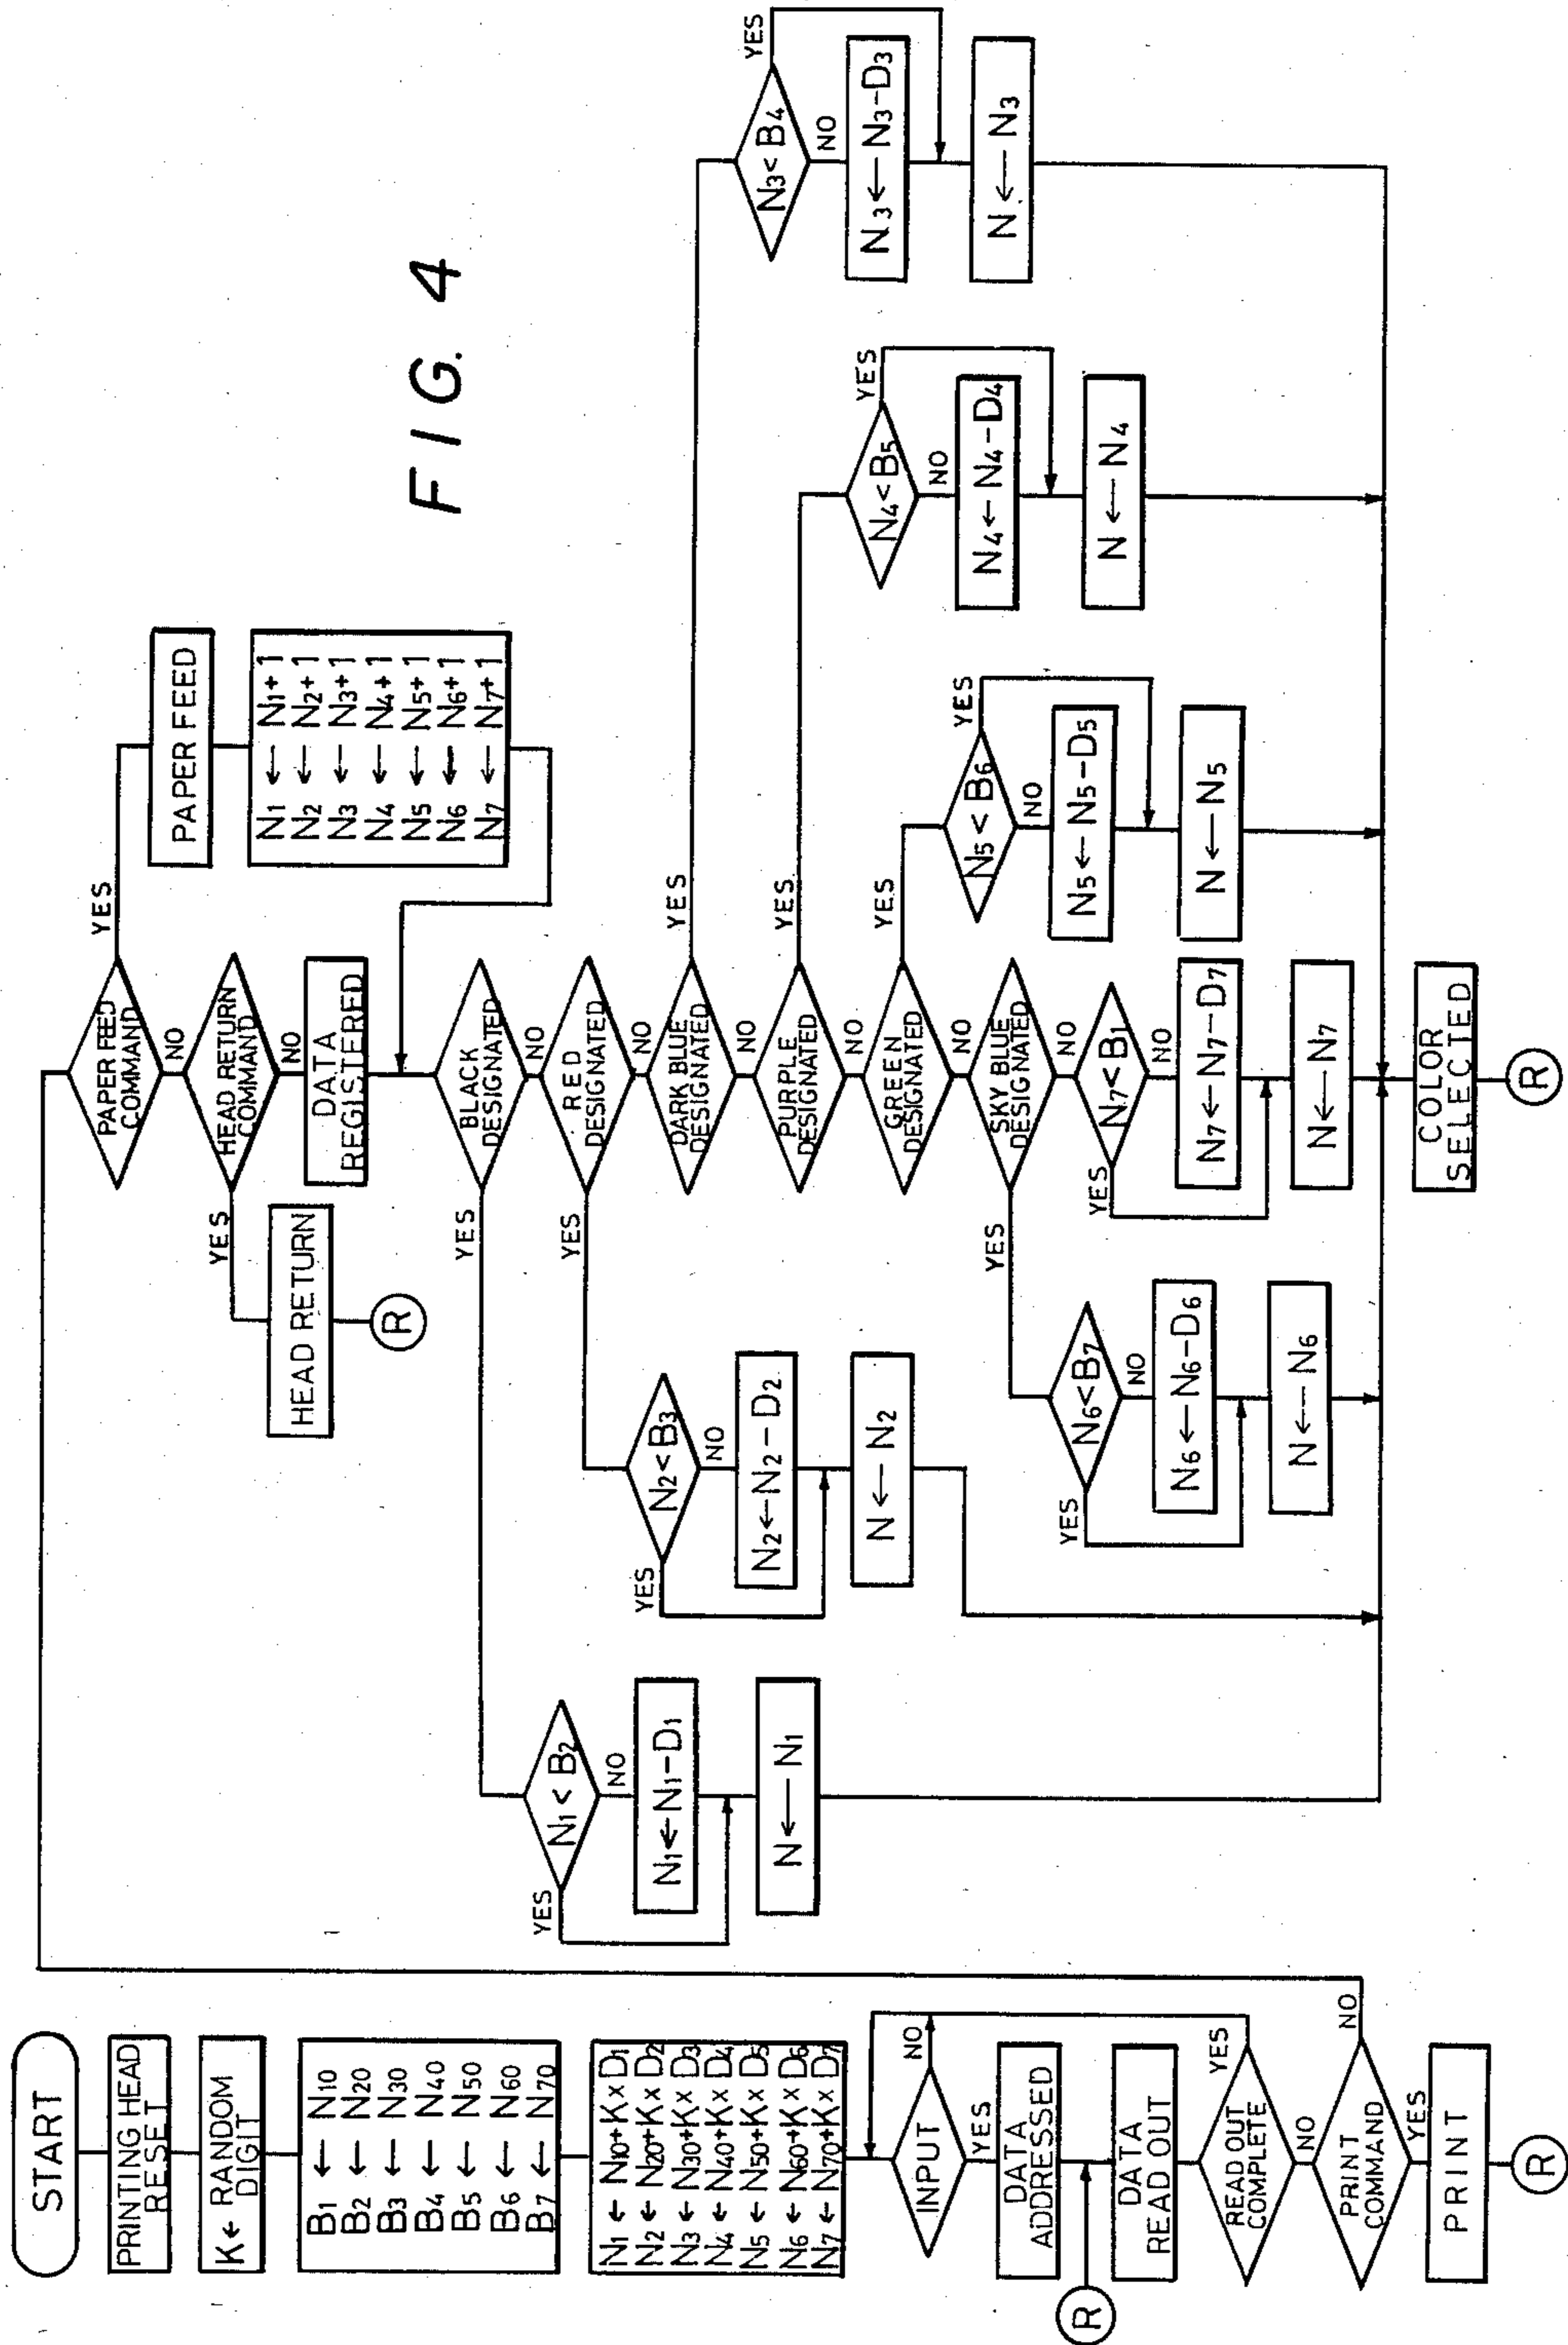 FIG. 4
START
PRINTING HEAD
RESET
K ← RANDOM
DIGIT
B1 ← N10
B2 ← N20
B3 ← N30
B4 ← N40
B5 ← N50
B6 ← N60
B7 ← N70
N1 ← N10+K×D1
N2 ← N20+K×D2
N3 ← N30+K×D3
N4 ← N40+K×D4
N5 ← N50+K×D5
N6 ← N60+K×D6
N7 ← N70+K×D7
INPUT
NO
YES
DATA
ADDRESSED
R
DATA
READ OUT
READ OUT
COMPLETE
YES
NO
PRINT
COMMAND
NO
YES
PRINT
R
PAPER FEED
COMMAND
YES
NO
PAPER FEED
N1 ← N1+1
N2 ← N2+1
N3 ← N3+1
N4 ← N4+1
N5 ← N5+1
N6 ← N6+1
N7 ← N7+1
HEAD RETURN
COMMAND
YES
NO
HEAD RETURN
R
DATA
REGISTERED
BLACK
DESIGNATED
YES
NO
N1 < B2
YES
NO
N1 ← N1-D1
N ← N1
RED
DESIGNATED
YES
NO
N2 < B3
YES
NO
N2 ← N2-D2
N ← N2
DARK BLUE
DESIGNATED
YES
NO
N3 < B4
YES
NO
N3 ← N3-D3
N ← N3
PURPLE
DESIGNATED
YES
NO
N4 < B5
YES
NO
N4 ← N4-D4
N ← N4
GREEN
DESIGNATED
YES
NO
N5 < B6
YES
NO
N5 ← N5-D5
N ← N5
SKY BLUE
DESIGNATED
YES
NO
N6 < B7
YES
NO
N6 ← N6-D6
N ← N6
N7 < B1
YES
NO
N7 ← N7-D7
N ← N7
COLOR
SELECTED
R